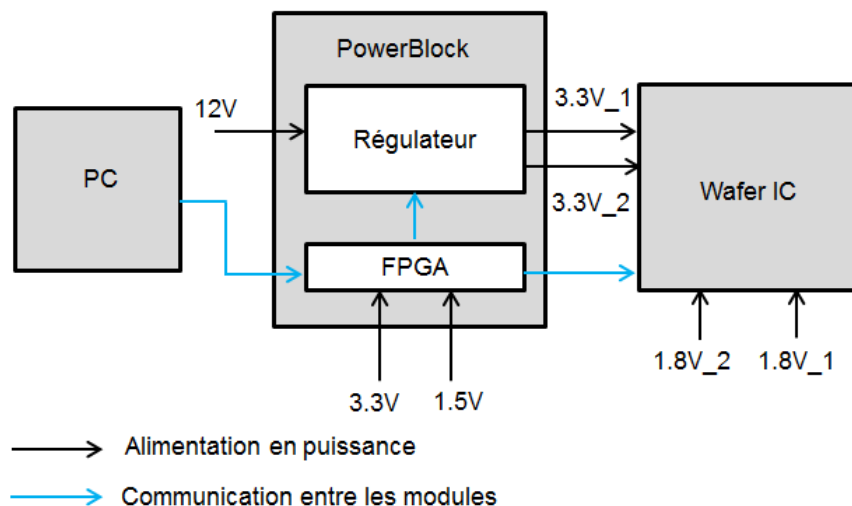 PowerBlock
12V
Régulateur
3.3V_1
3.3V_2
PC
Wafer IC
FPGA
3.3V
1.5V
1.8V_2
1.8V_1
Alimentation en puissance
Communication entre les modules